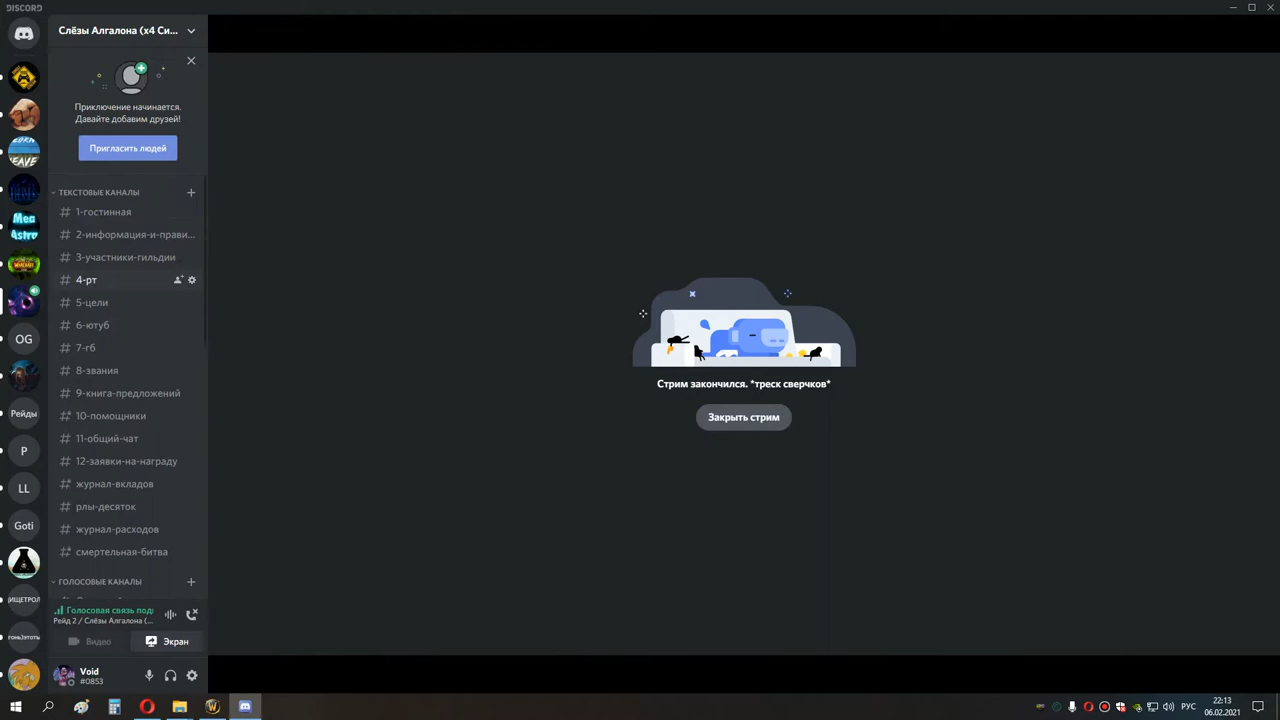 DISCORD
Слёзы Алгалона (x4 Си...
Приключение начинается.
Давайте добавим друзей!
Пригласить людей
ТЕКСТОВЫЕ КАНАЛЫ
1-гостинная
2-информация-и-прави...
3-участники-гильдии
4-рт
5-цели
6-ютуб
7-гб
8-звания
9-книга-предложений
10-помощники
11-общий-чат
12-заявки-на-награду
журнал-вкладов
рлы-десяток
журнал-расходов
смертельная-битва
ГОЛОСОВЫЕ КАНАЛЫ
Голосовая связь под
Рейд 2 / Слёзы Алгалона (...
Видео
Экран
Void
#0853
Mea
Astro
OG
Рейды
P
LL
Goti
Стрим закончился. *треск сверчков*
Закрыть стрим
РУС
22:13
06.02.2021